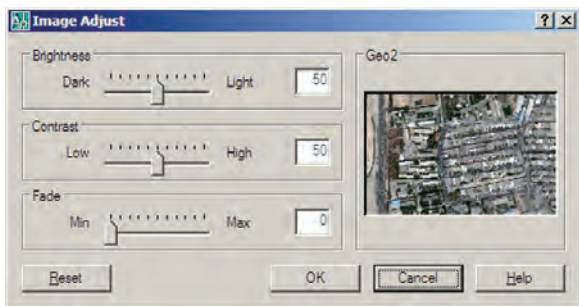 Image Adjust
Brightness
Dark Light 50
Contrast
Low High 50
Fade
Min Max 0
Geo2
Reset OK Cancel Help